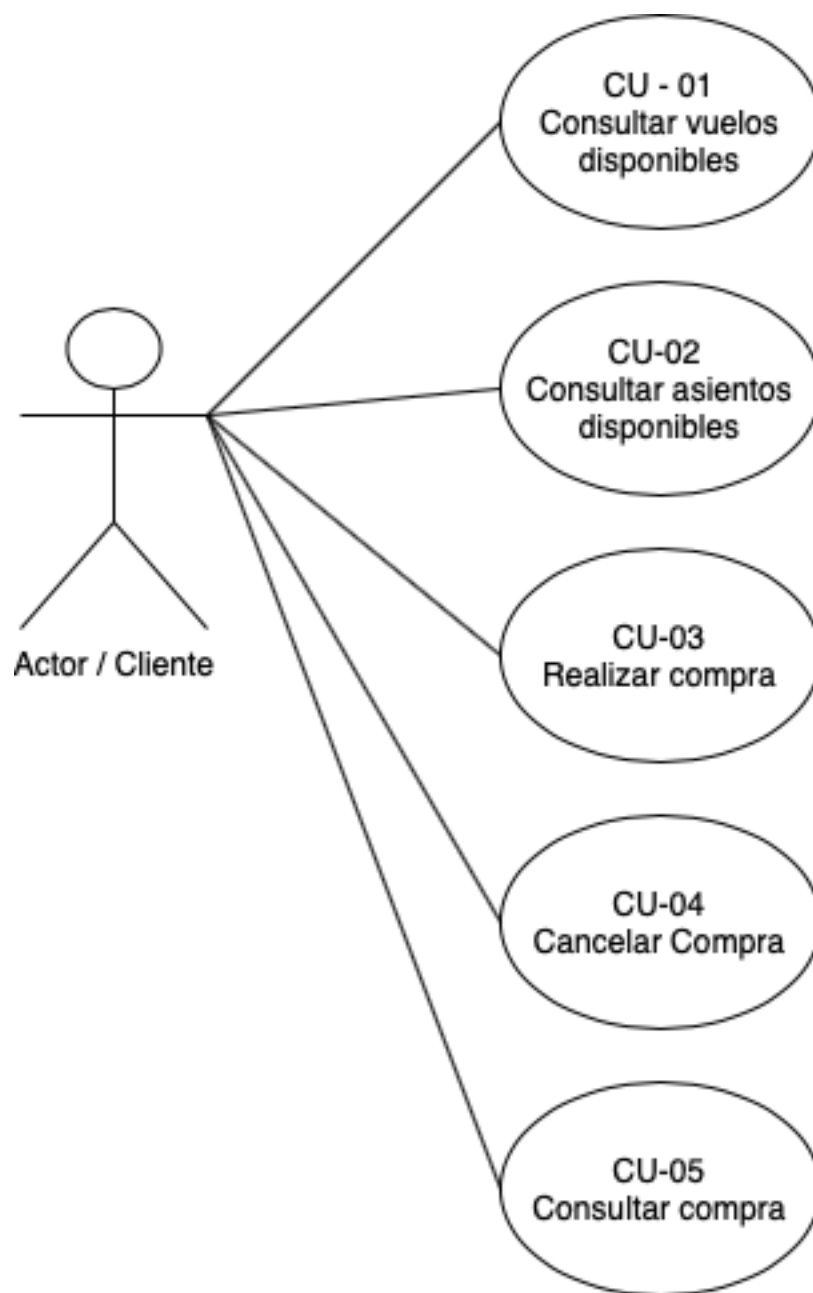 CU - 01
Consultar vuelos
disponibles
CU-02
Consultar asientos
disponibles
CU-03
Realizar compra
Actor / Cliente
CU-04
Cancelar Compra
CU-05
Consultar compra